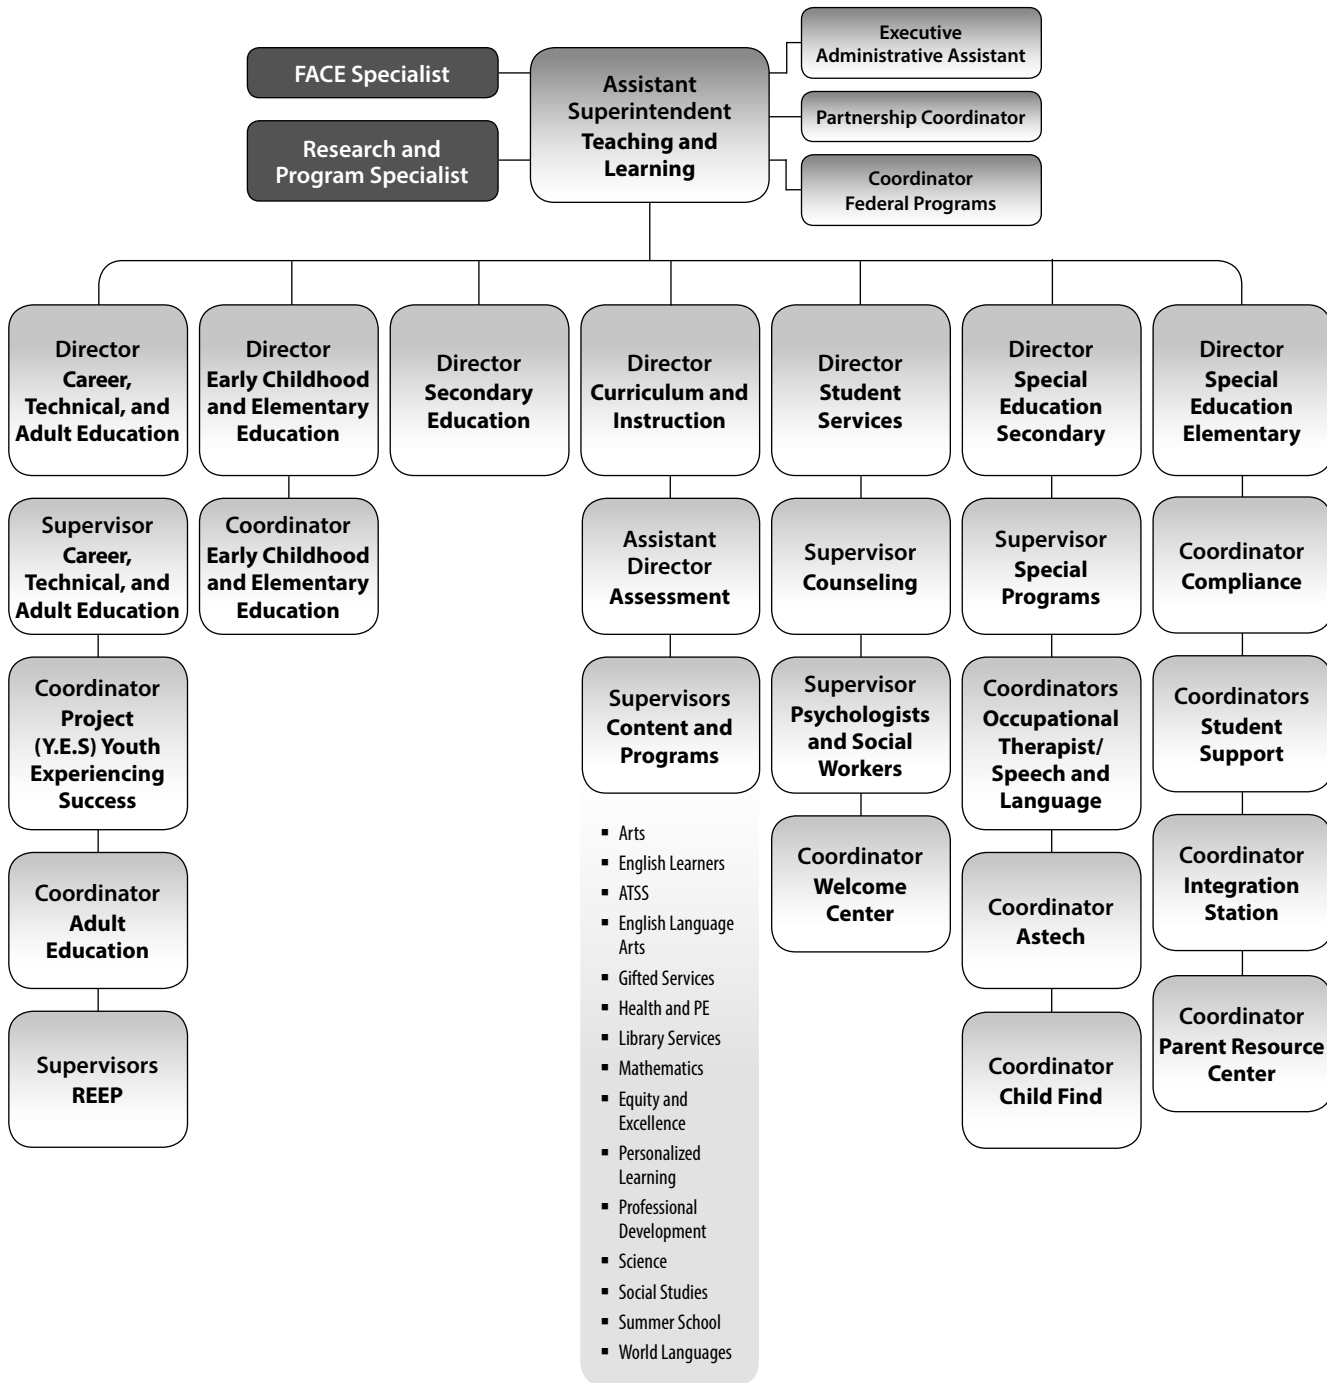 FACE Specialist
Research and
Program Specialist
Assistant
Superintendent
Teaching and
Learning
Executive
Administrative Assistant
Partnership Coordinator
Coordinator
Federal Programs
Director
Career,
Technical, and
Adult Education
Director
Early Childhood
and Elementary
Education
Director
Secondary
Education
Director
Curriculum and
Instruction
Director
Student
Services
Director
Special
Education
Secondary
Director
Special
Education
Elementary
Supervisor
Career,
Technical, and
Adult Education
Coordinator
Early Childhood
and Elementary
Education
Assistant
Director
Assessment
Supervisor
Counseling
Supervisor
Special
Programs
Coordinator
Compliance
Coordinator
Project
(Y.E.S) Youth
Experiencing
Success
Supervisors
Content and
Programs
Supervisor
Psychologists
and Social
Workers
Coordinators
Occupational
Therapist/
Speech and
Language
Coordinators
Student
Support
Coordinator
Adult
Education
▪ Arts
▪ English Learners
▪ ATSS
▪ English Language
Arts
▪ Gifted Services
▪ Health and PE
▪ Library Services
▪ Mathematics
▪ Equity and
Excellence
▪ Personalized
Learning
▪ Professional
Development
▪ Science
▪ Social Studies
▪ Summer School
▪ World Languages
Coordinator
Welcome
Center
Coordinator
Astech
Coordinator
Integration
Station
Supervisors
REEP
Coordinator
Child Find
Coordinator
Parent Resource
Center